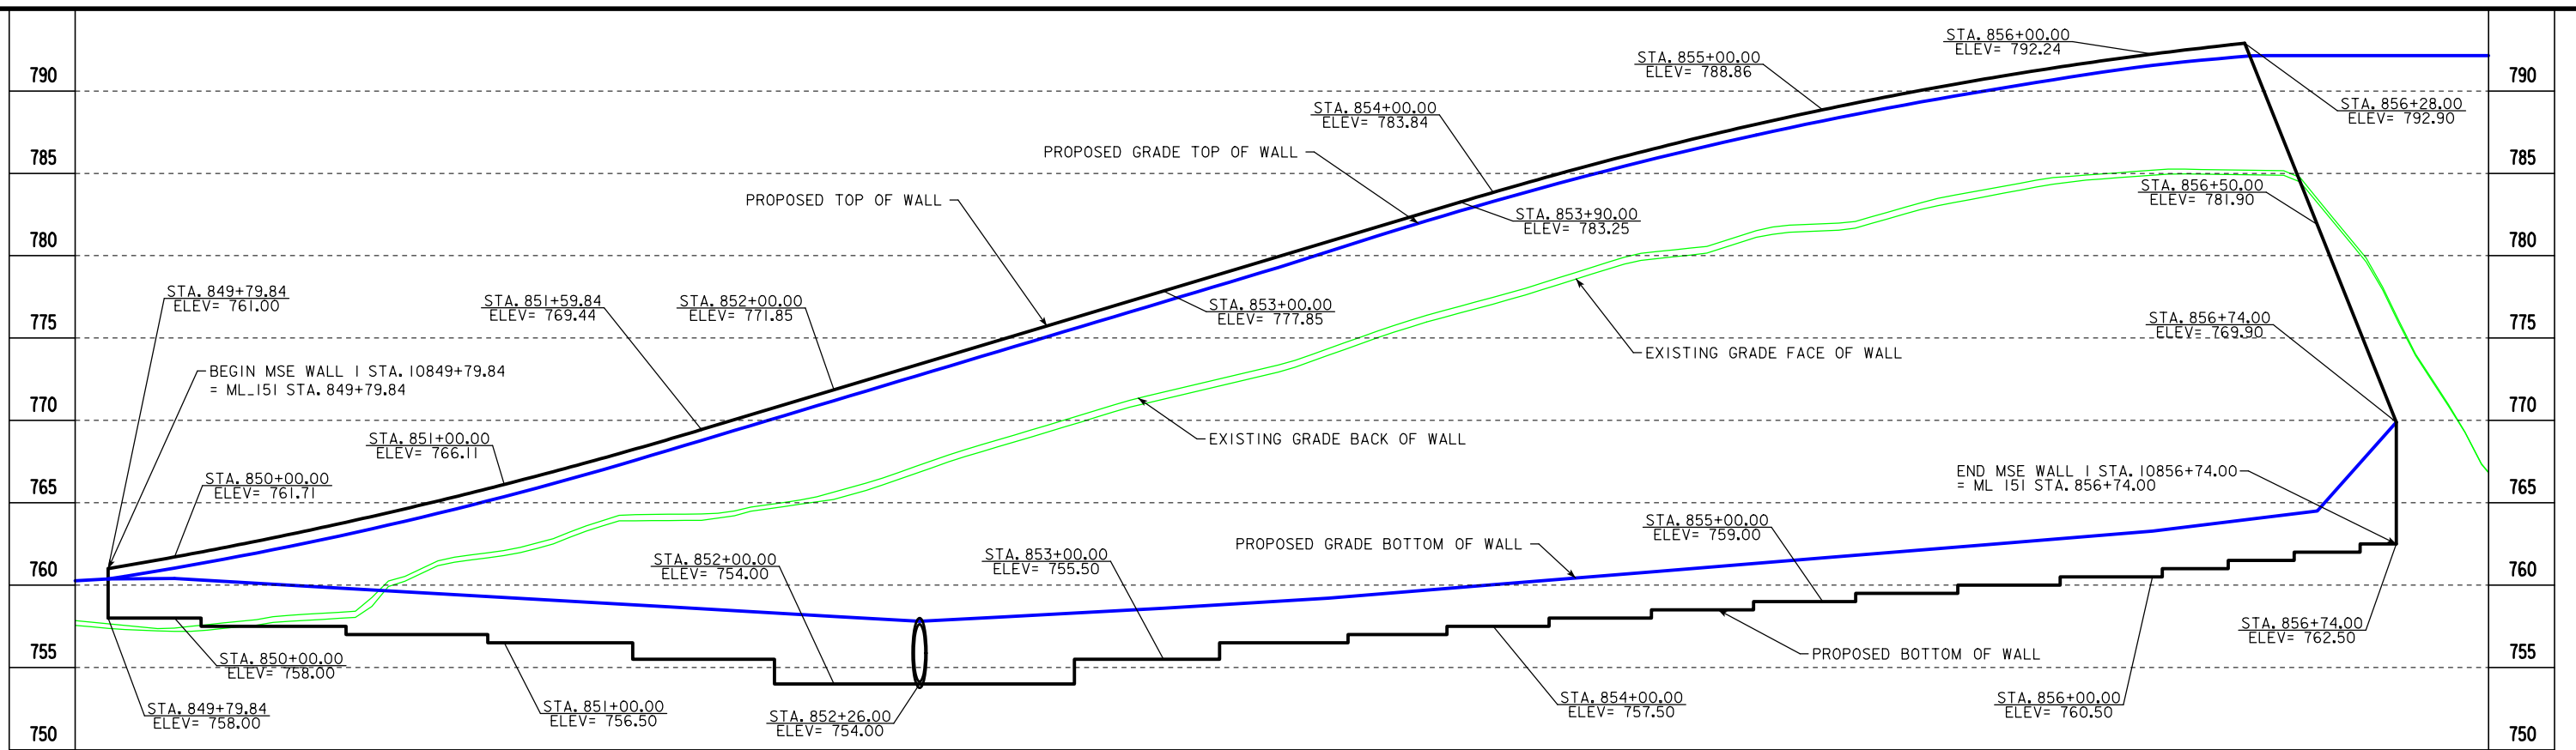 STA. 856+00.00
ELEV= 792.24
STA. 855+00.00
ELEV= 788.86
790
790
STA. 854+00.00
ELEV= 783.84
STA. 856+28.00
ELEV= 792.90
PROPOSED GRADE TOP OF WALL
785
785
PROPOSED TOP OF WALL
STA. 856+50.00
ELEV= 781.90
STA. 853+90.00
ELEV= 783.25
780
780
STA. 849+79.84
ELEV= 761.00
STA. 851+59.84
ELEV= 769.44
STA. 852+00.00
ELEV= 771.85
STA. 853+00.00
ELEV= 777.85
775
775
STA. 856+74.00
ELEV= 769.90
EXISTING GRADE FACE OF WALL
BEGIN MSE WALL 1 STA. 10849+79.84
= ML_151 STA. 849+79.84
770
770
STA. 851+00.00
ELEV= 766.11
EXISTING GRADE BACK OF WALL
STA. 850+00.00
ELEV= 761.71
END MSE WALL 1 STA. 10856+74.00
= ML 151 STA. 856+74.00
765
765
STA. 855+00.00
ELEV= 759.00
PROPOSED GRADE BOTTOM OF WALL
STA. 852+00.00
ELEV= 754.00
STA. 853+00.00
ELEV= 755.50
760
760
STA. 856+74.00
ELEV= 762.50
755
STA. 850+00.00
ELEV= 758.00
PROPOSED BOTTOM OF WALL
755
STA. 849+79.84
ELEV= 758.00
STA. 851+00.00
ELEV= 756.50
STA. 852+26.00
ELEV= 754.00
STA. 854+00.00
ELEV= 757.50
STA. 856+00.00
ELEV= 760.50
750
750